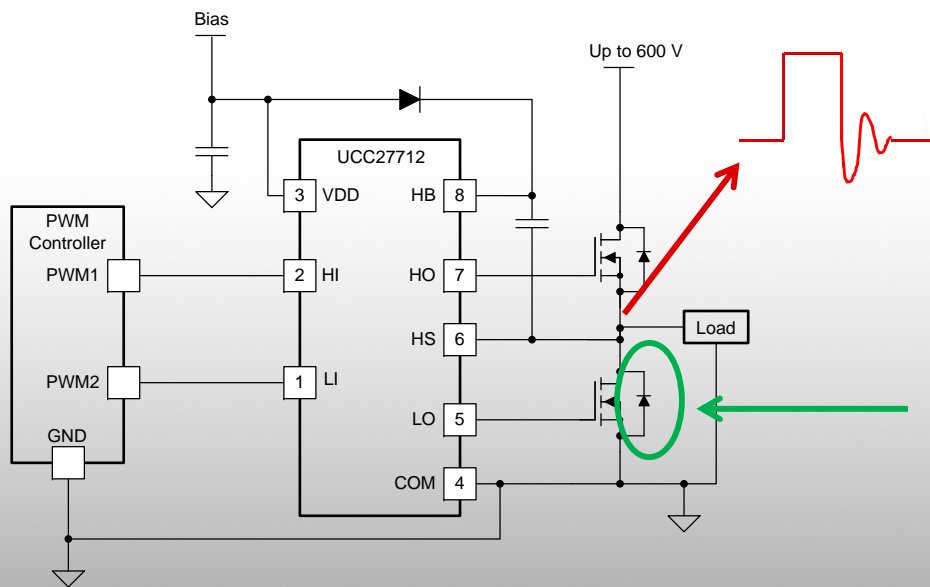 Bias
Up to 600 V
UCC27712
3 VDD
HB 8
PWM
Controller
PWM1
2 HI
HO 7
HS 6
Load
PWM2
1 LI
LO 5
GND
COM 4